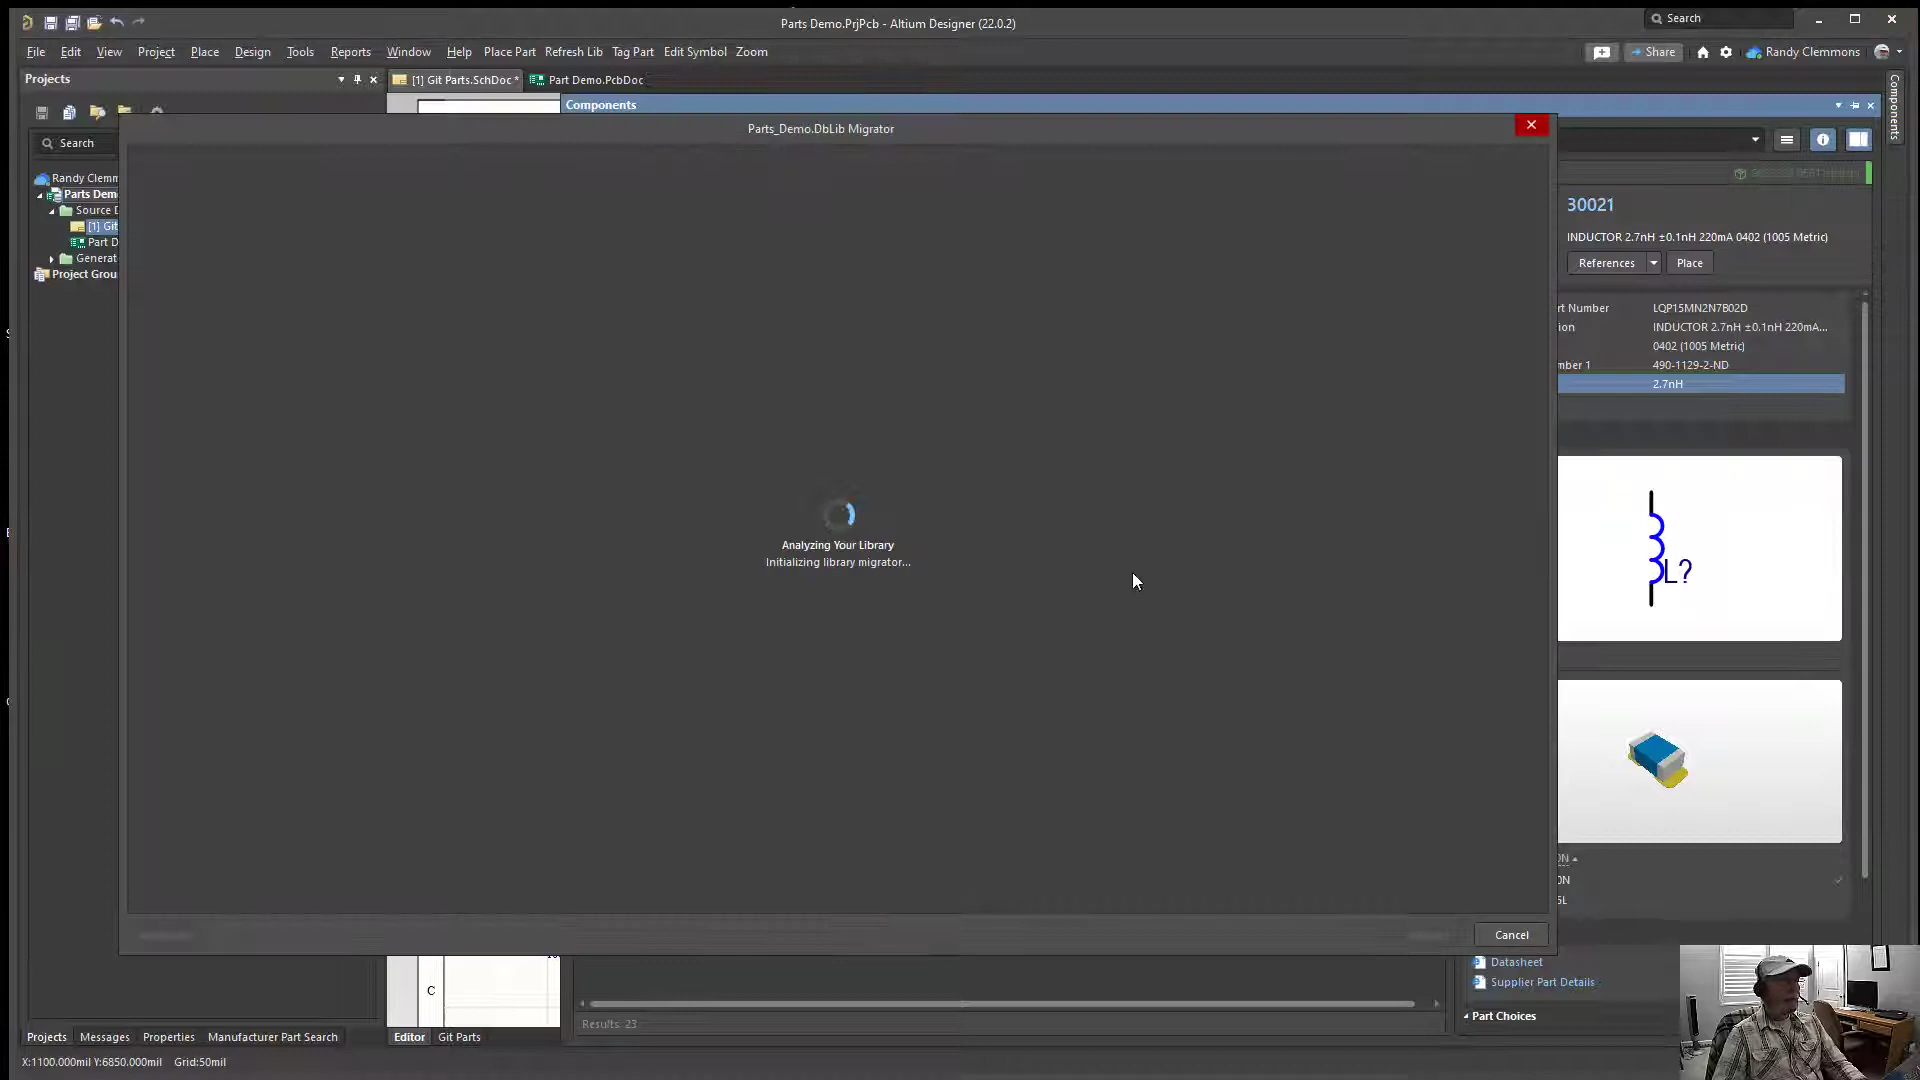 Parts Demo.PrjPcb - Altium Designer (22.0.2)
Search
File Edit View Project Place Design Tools Reports Window Help Place Part Refresh Lib Tag Part Edit Symbol Zoom
Share
Randy Clemmons
Projects
[1] Git Parts.SchDoc *
Part Demo.PcbDoc
Components
Components
Parts_Demo.DbLib Migrator
Search
Randy Clemm
Parts Dem
Source D
[1] Git
Part D
Generat
Project Grou
30021
INDUCTOR 2.7nH ±0.1nH 220mA 0402 (1005 Metric)
References
Place
rt Number LQP15MN2N7B02D
ion INDUCTOR 2.7nH ±0.1nH 220mA...
0402 (1005 Metric)
mber 1 490-1129-2-ND
2.7nH
L?
Analyzing Your Library
Initializing library migrator...
Cancel
Datasheet
Supplier Part Details
Part Choices
C
Results: 23
Projects Messages Properties Manufacturer Part Search
Editor Git Parts
X:1100.000mil Y:6850.000mil Grid:50mil